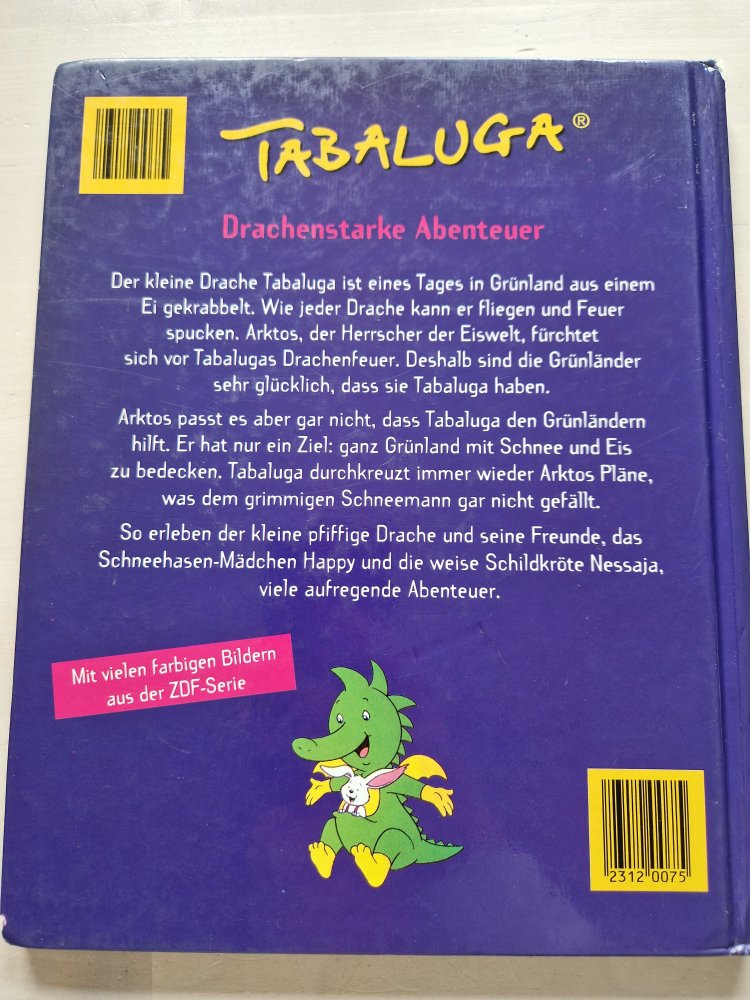 TABALUGA®
Drachenstarke Abenteuer
Der kleine Drache Tabaluga ist eines Tages in Grünland aus einem
Ei gekrabbelt. Wie jeder Drache kann er fliegen und Feuer
spucken. Arktos, der Herrscher der Eiswelt, fürchtet
sich vor Tabalugas Drachenfeuer. Deshalb sind die Grünländer
sehr glücklich, dass sie Tabaluga haben.
Arktos passt es aber gar nicht, dass Tabaluga den Grünländern
hilft. Er hat nur ein Ziel: ganz Grünland mit Schnee und Eis
zu bedecken. Tabaluga durchkreuzt immer wieder Arktos Pläne,
was dem grimmigen Schneemann gar nicht gefällt.
So erleben der kleine pfiffige Drache und seine Freunde, das
Schneehasen-Mädchen Happy und die weise Schildkröte Nessaja,
viele aufregende Abenteuer.
Mit vielen farbigen Bildern
aus der ZDF-Serie
2312 0075